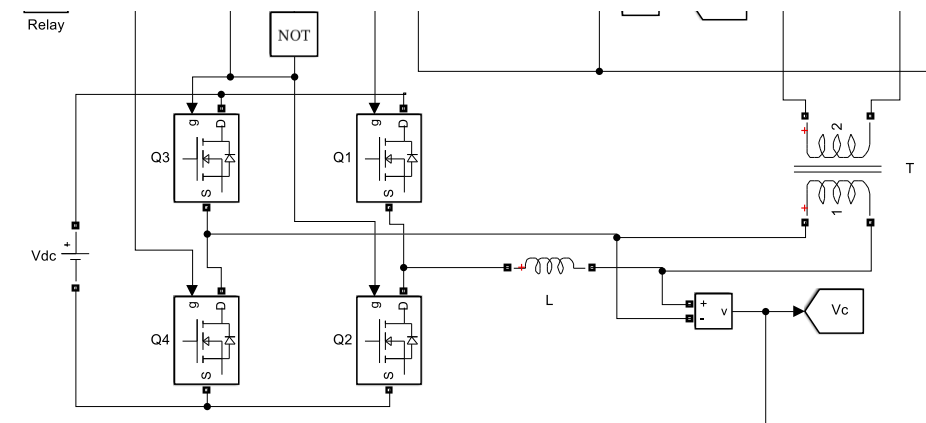 Relay
NOT
g
D
S
Q3
g
D
S
Q1
2
+
T
+
1
+
Vdc
+
L
g
D
S
Q4
g
D
S
Q2
+
-
v
Vc